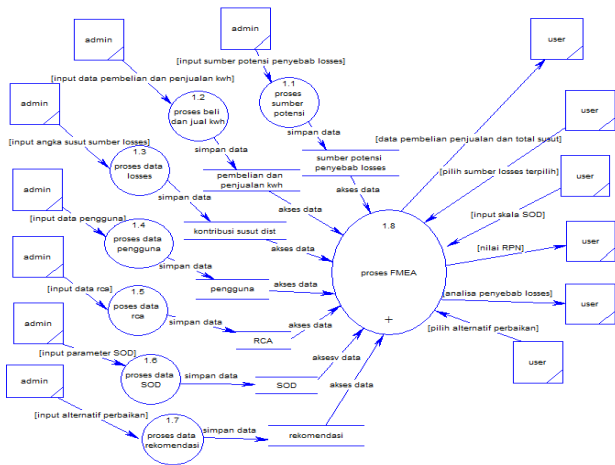 admin
admin
user
[input sumber potensi penyebab losses]
[input data pembelian dan penjualan kwh]
1.1
proses
sumber
potensi
admin
1.2
proses beli
dan jual kwh
user
[input angka susut sumber losses]
simpan data
[data pembelian penjualan dan total susut]
1.3
proses data
losses
simpan data
sumber potensi
penyebab losses
[pilih sumber losses terpilih]
user
admin
simpan data
pembelian dan
penjualan kwh
akses data
[input data pengguna]
1.4
proses data
pengguna
kontribusi susut dist
akses data
1.8
proses FMEA
[input skala SOD]
user
admin
simpan data
akses data
[nilai RPN]
[input data rca]
pengguna
akses data
[analisa penyebab losses]
user
1.5
proses data
rca
simpan data
RCA
akses data
[pilih alternatif perbaikan]
admin
[input parameter SOD]
1.6
proses data
SOD
simpan data
SOD
aksesv data
user
admin
akses data
[input alternatif perbaikan]
1.7
proses data
rekomendasi
simpan data
rekomendasi